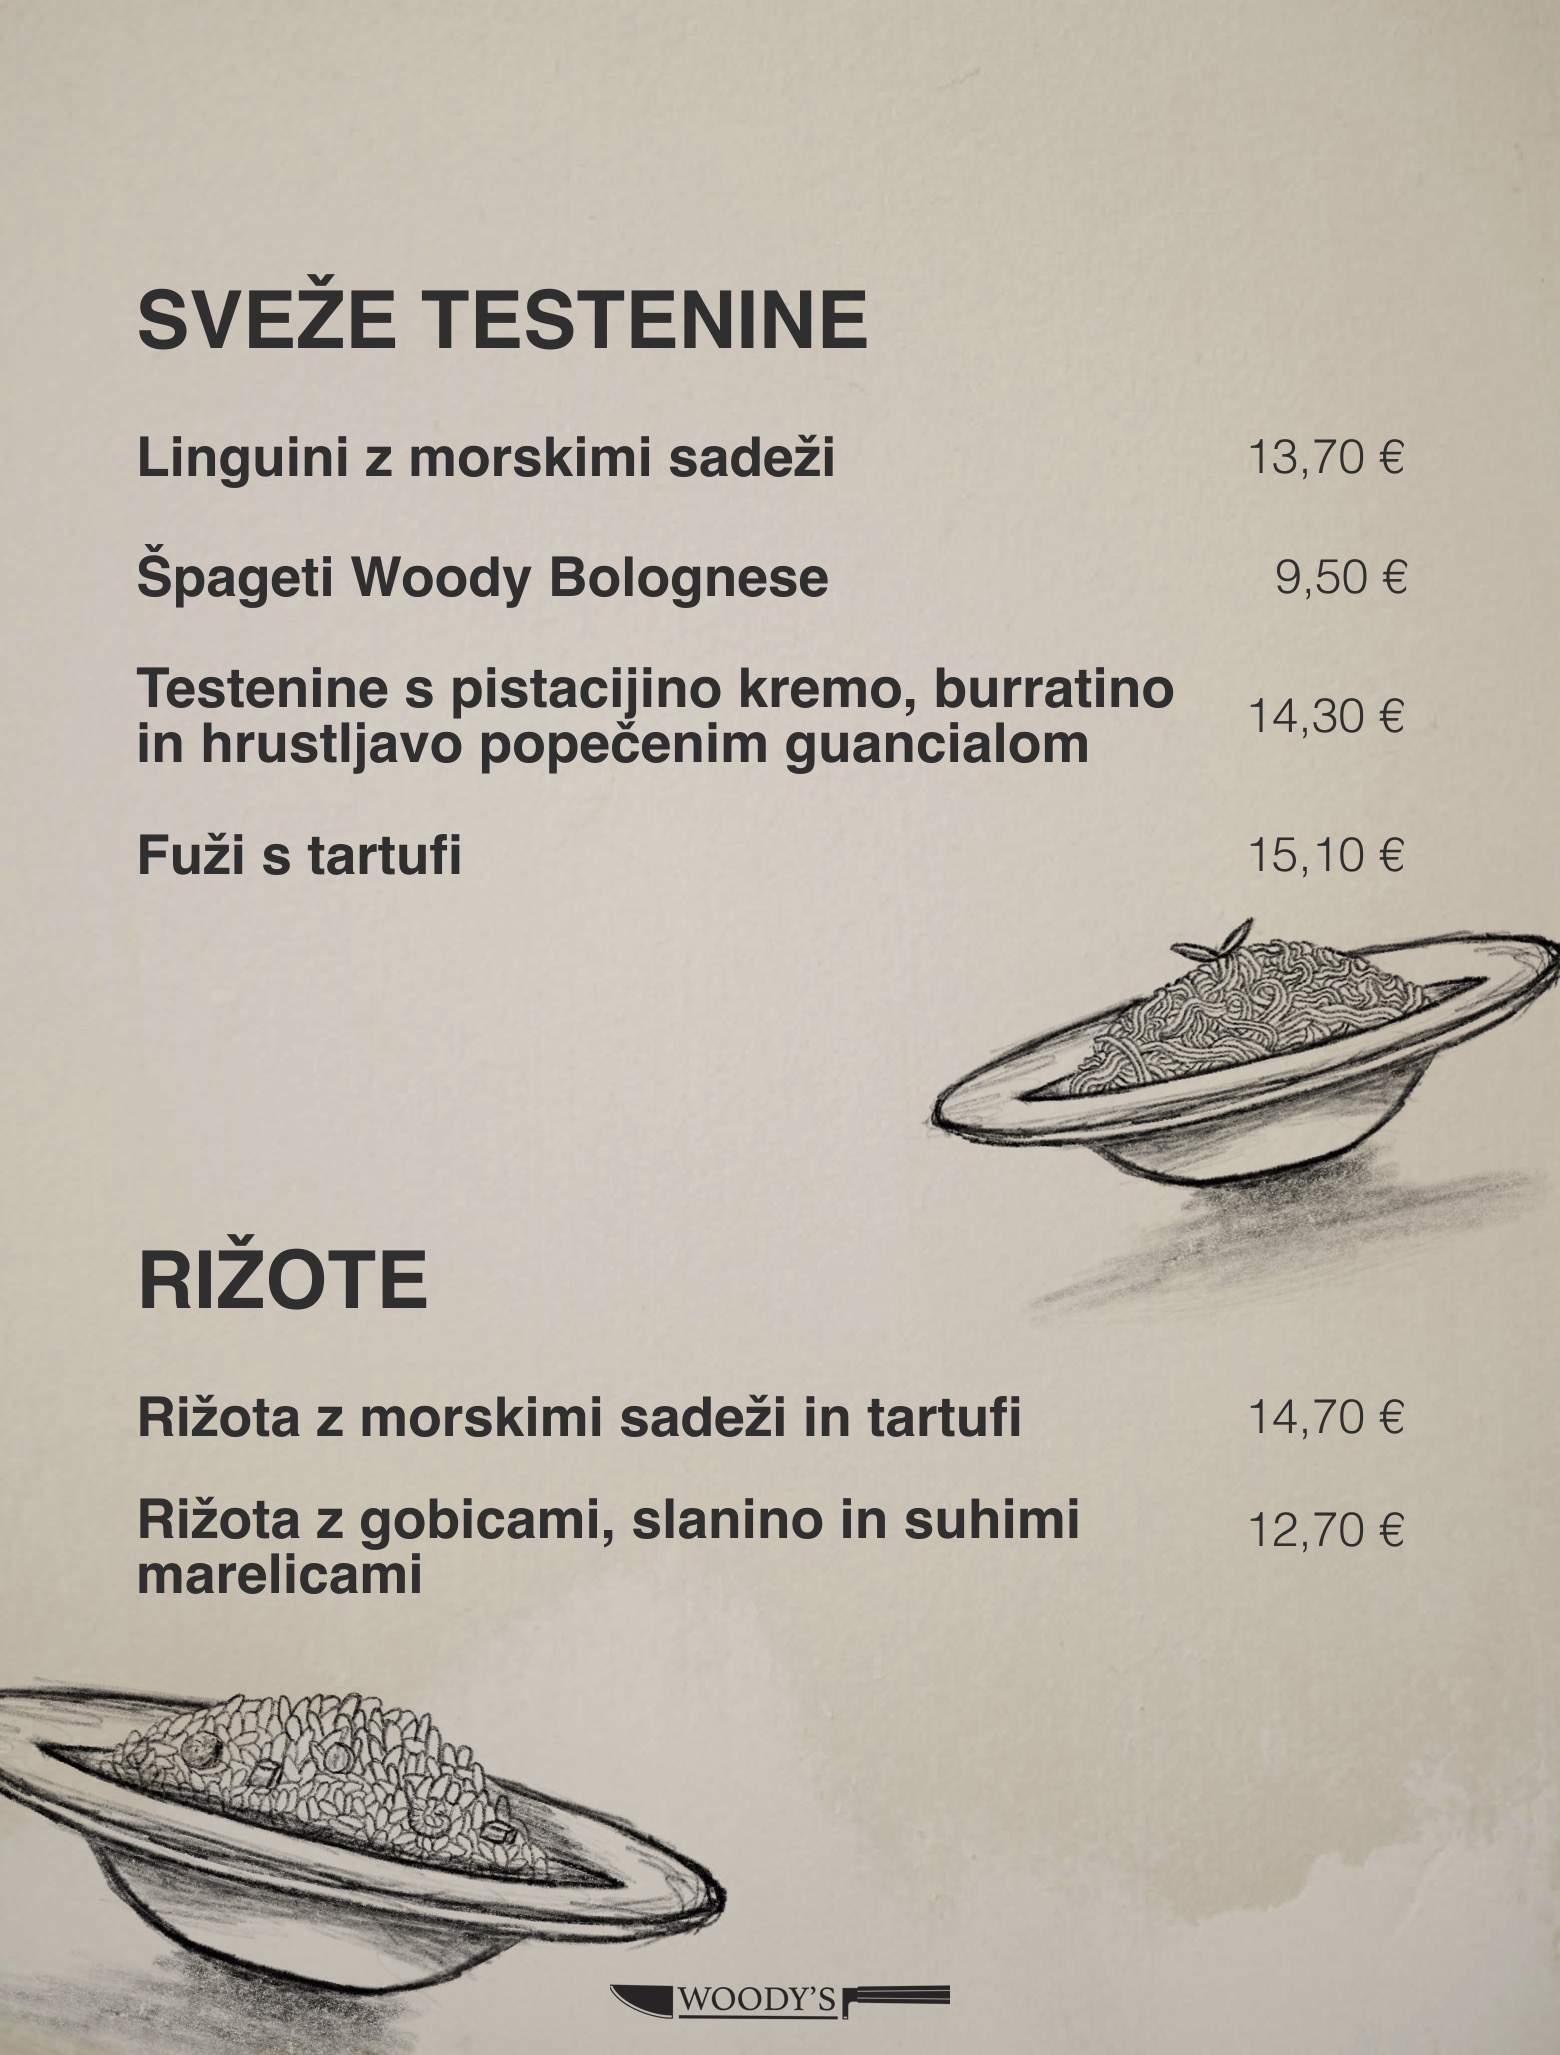 SVEŽE TESTENINE
Linguini z morskimi sadeži 13,70 €
Špageti Woody Bolognese 9,50 €
Testenine s pistacijino kremo, burratino
in hrustljavo popečenim guancialom 14,30 €
Fuži s tartufi 15,10 €
RIŽOTE
Rižota z morskimi sadeži in tartufi 14,70 €
Rižota z gobicami, slanino in suhimi
marelicami 12,70 €
WOODY'S